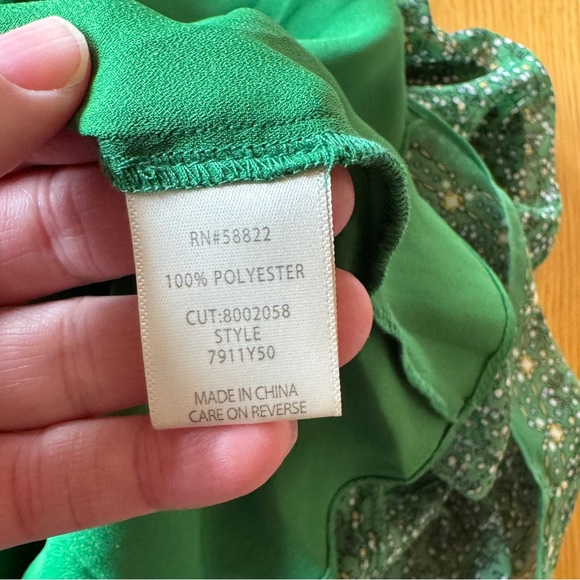 RN#58822
100% POLYESTER
CUT:8002058
STYLE
7911Y50
MADE IN CHINA
CARE ON REVERSE